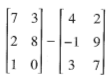 [7 3] - [4 2]
[2 8] - [-1 9]
[1 0] - [3 7]